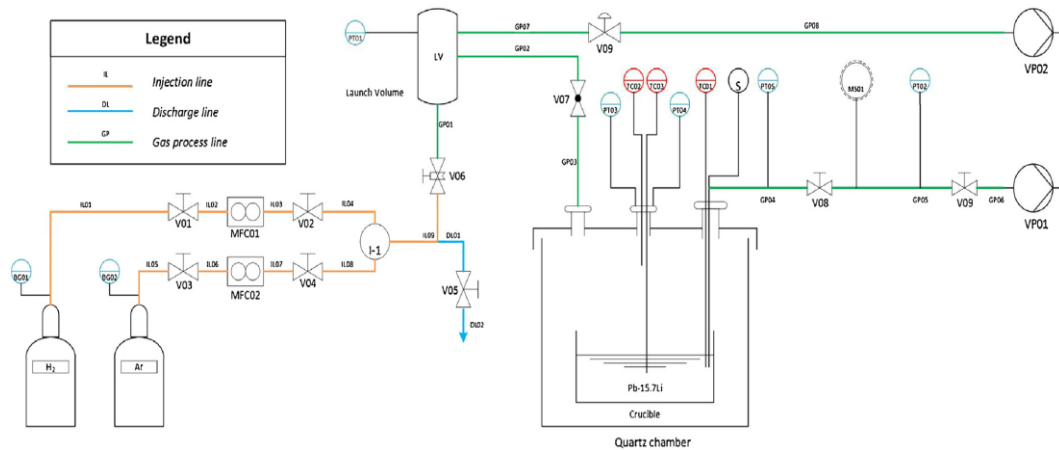 Legend
IL Injection line
DL Discharge line
GP Gas process line
PT01
LV
Launch Volume
GP07
V09
GP08
VP02
GP02
V07
GP03
GP01
V06
TC02
TC03
TC01
S
PT05
MS01
PT02
PT03
PT04
GP04
V08
GP05
V09
GP06
VP01
IL01
V01
IL02
MFC01
IL03
V02
IL04
I-1
IL09
DL01
IL05
V03
IL06
MFC02
IL07
V04
IL08
V05
DL02
BG01
BG02
H2
Ar
Pb-15.7Li
Crucible
Quartz chamber